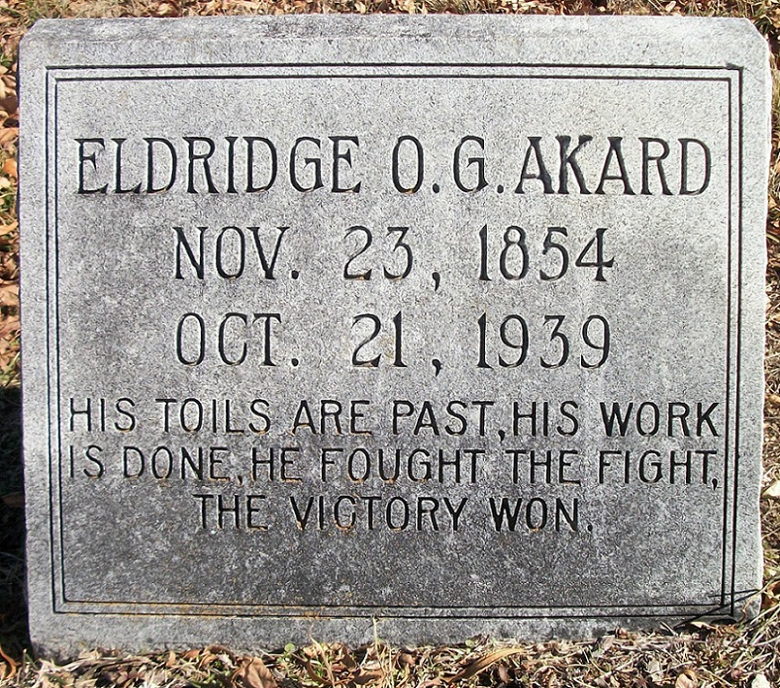 ELDRIDGE O.G. AKARD
NOV. 23, 1854
OCT. 21, 1939
HIS TOILS ARE PAST, HIS WORK
IS DONE, HE FOUGHT THE FIGHT,
THE VICTORY WON.